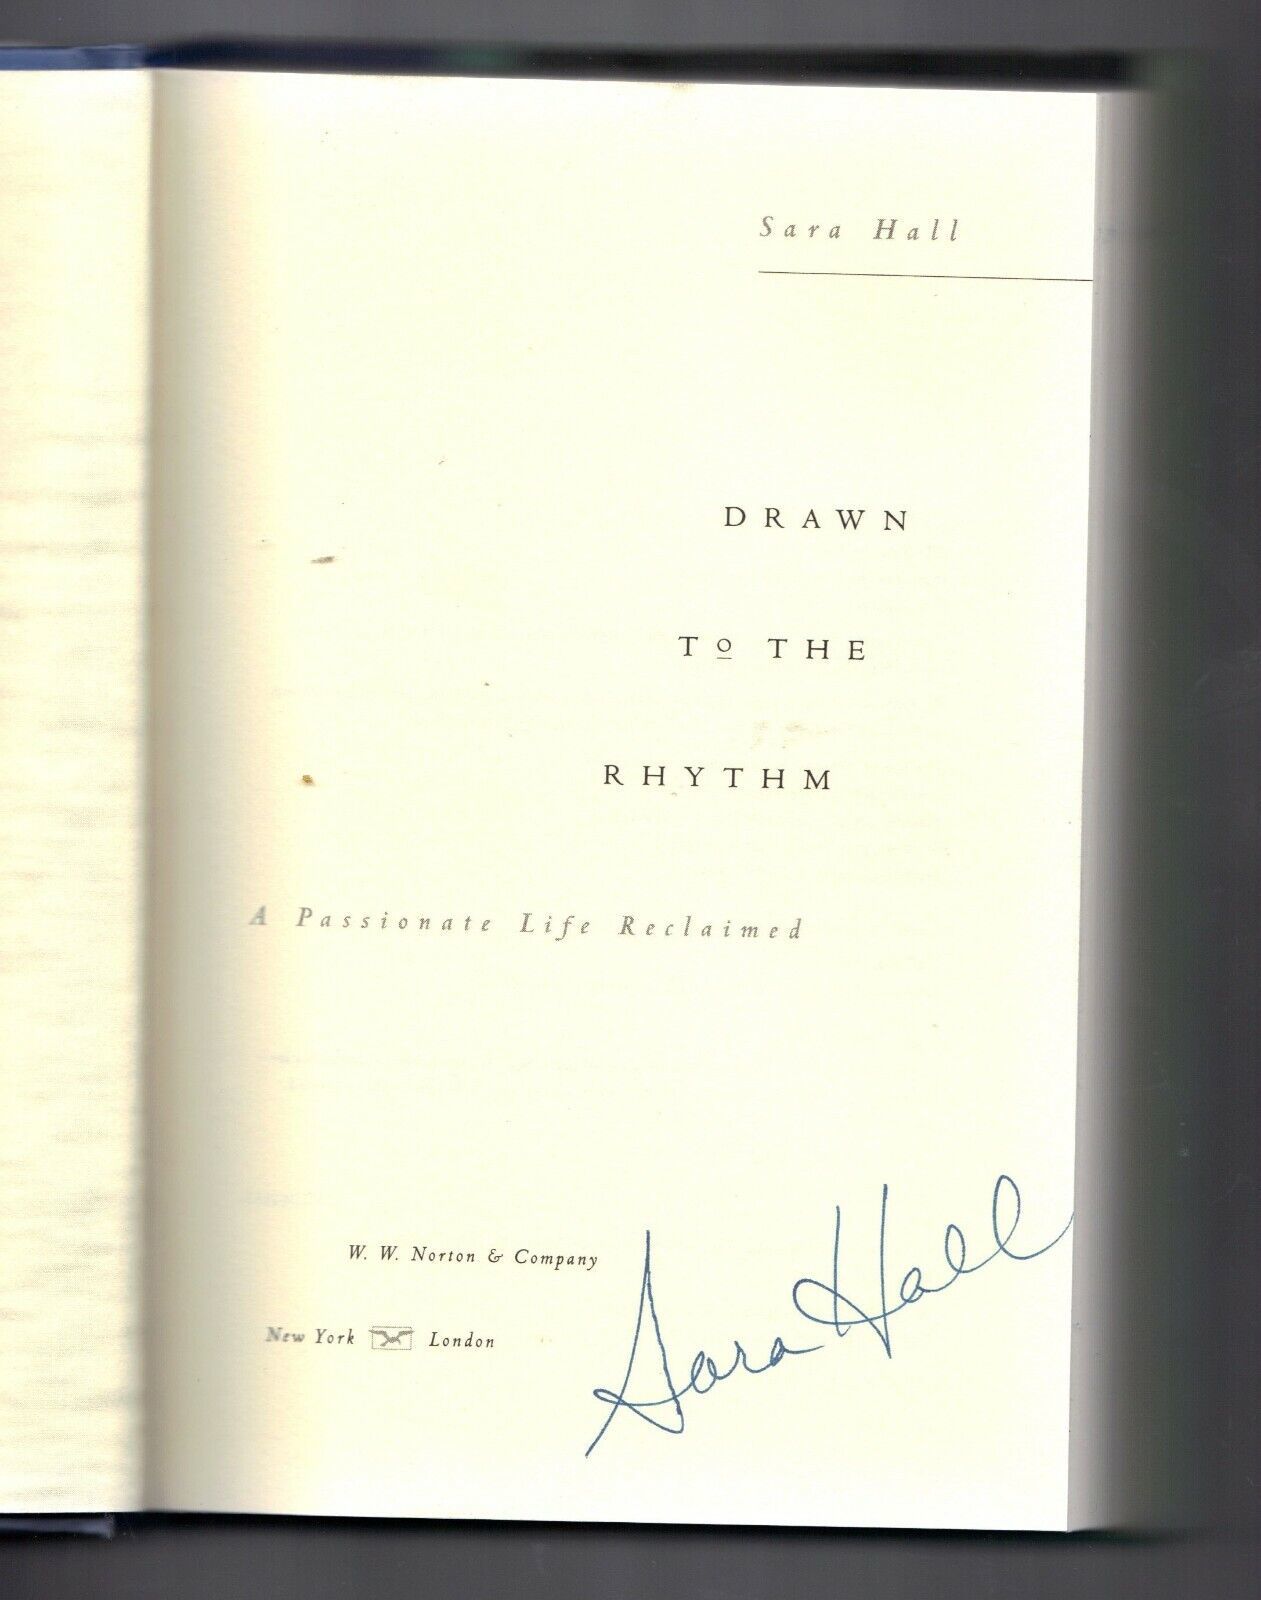 Sara Hall
DRAWN
TO THE
RHYTHM
A Passionate Life Reclaimed
W. W. Norton & Company
New York London
Sara Hall